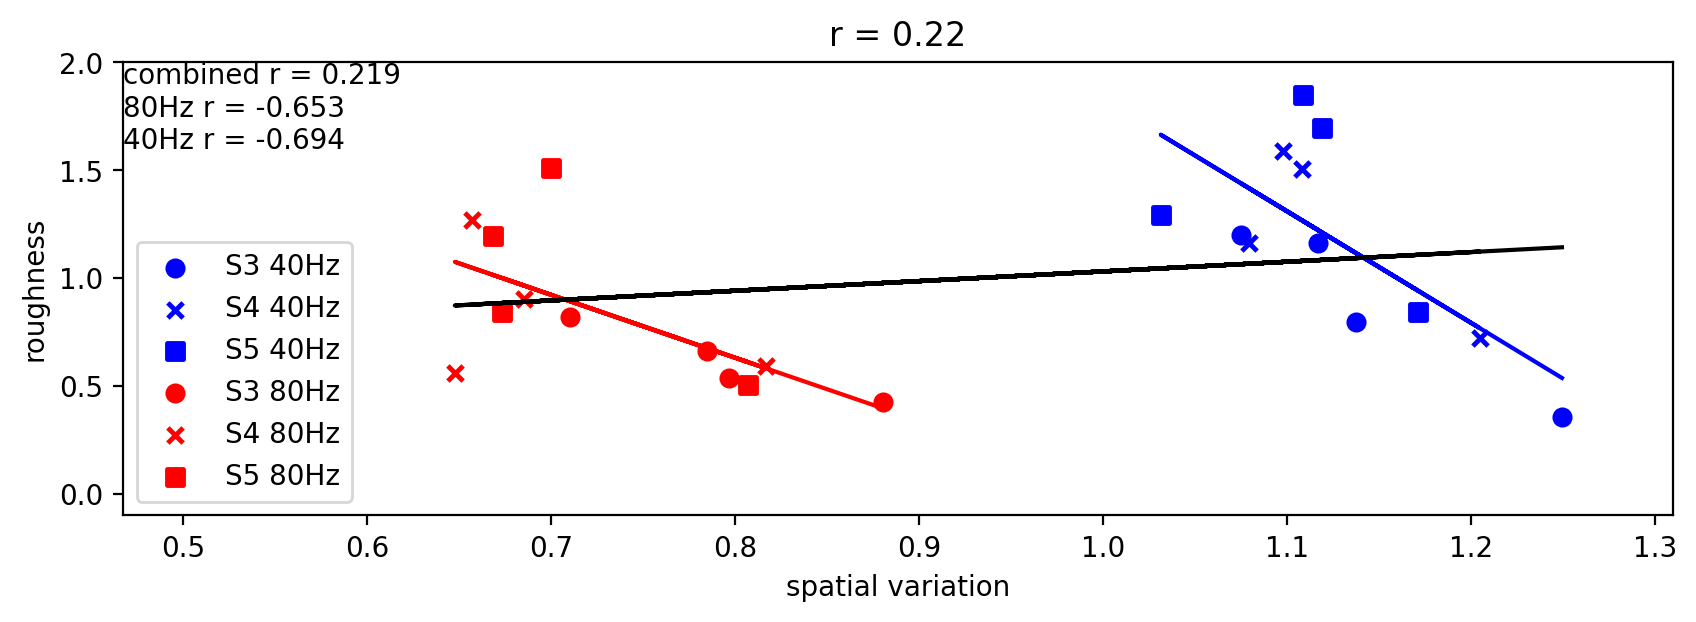 r = 0.22
combined r = 0.219
80Hz r = -0.653
40Hz r = -0.694
2.0
1.5
1.0
0.5
0.0
roughness
S3 40Hz
S4 40Hz
S5 40Hz
S3 80Hz
S4 80Hz
S5 80Hz
0.5 0.6 0.7 0.8 0.9 1.0 1.1 1.2 1.3
spatial variation